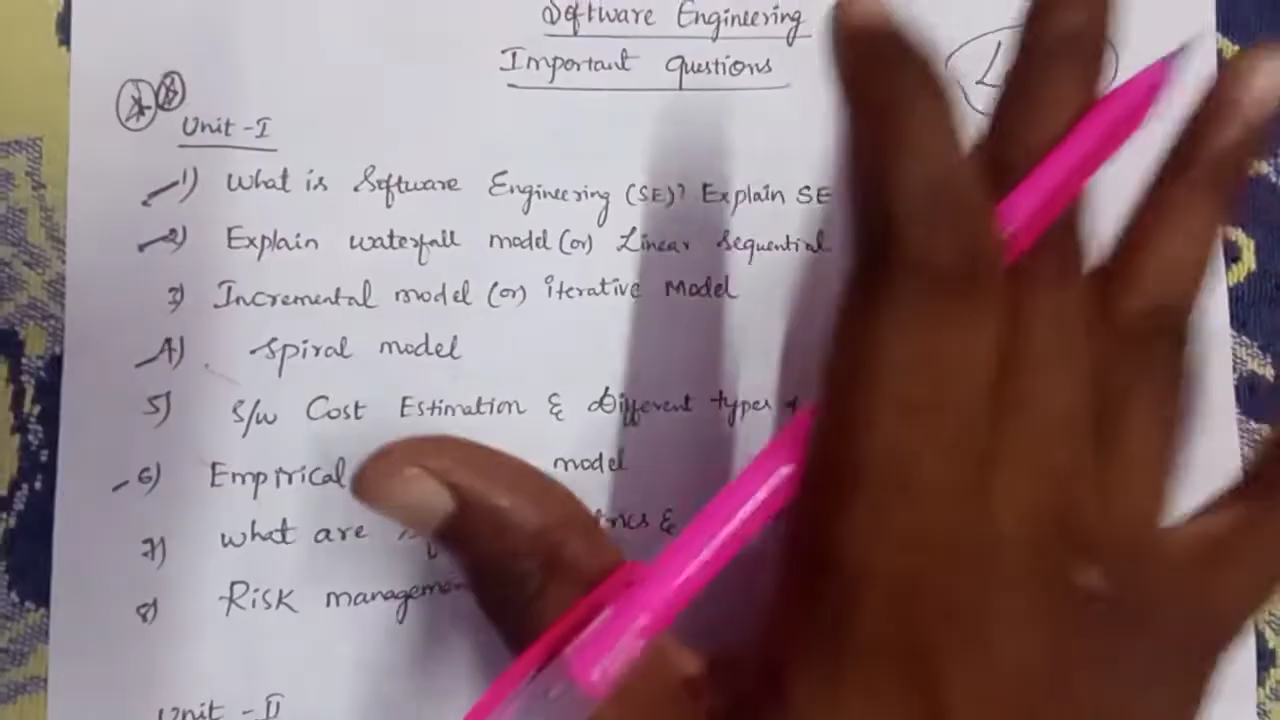 Software Engineering
Important Questions
Unit - I
1) What is Software Engineering (SE)? Explain SE
2) Explain waterfall model (or) Linear Sequential
3) Incremental model (or) iterative Model
4) Spiral model
5) S/w Cost Estimation & Different types
6) Empirical model
7) what are &
8) Risk
Unit - II